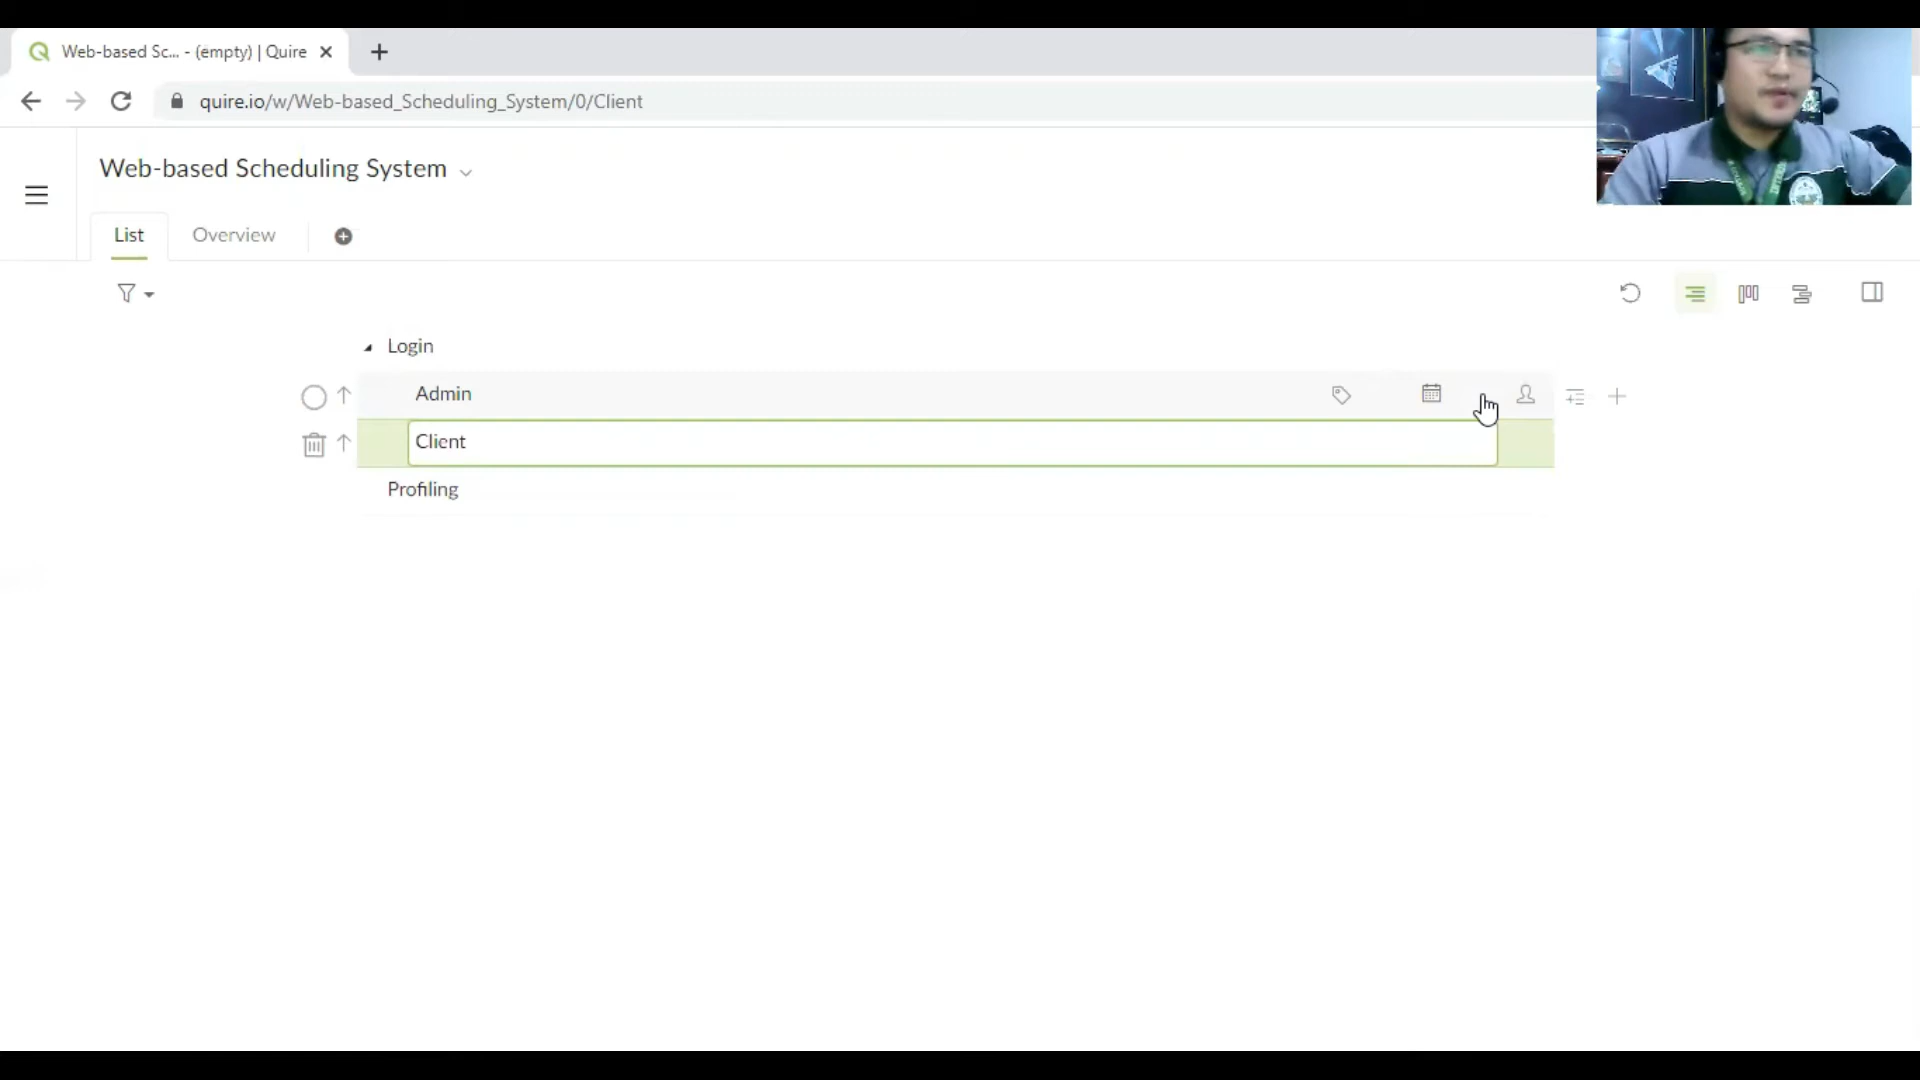 Web-based Sc... - (empty) | Quire
quire.io/w/Web-based_Scheduling_System/0/Client
Web-based Scheduling System
List
Overview
Login
Admin
Client
Profiling